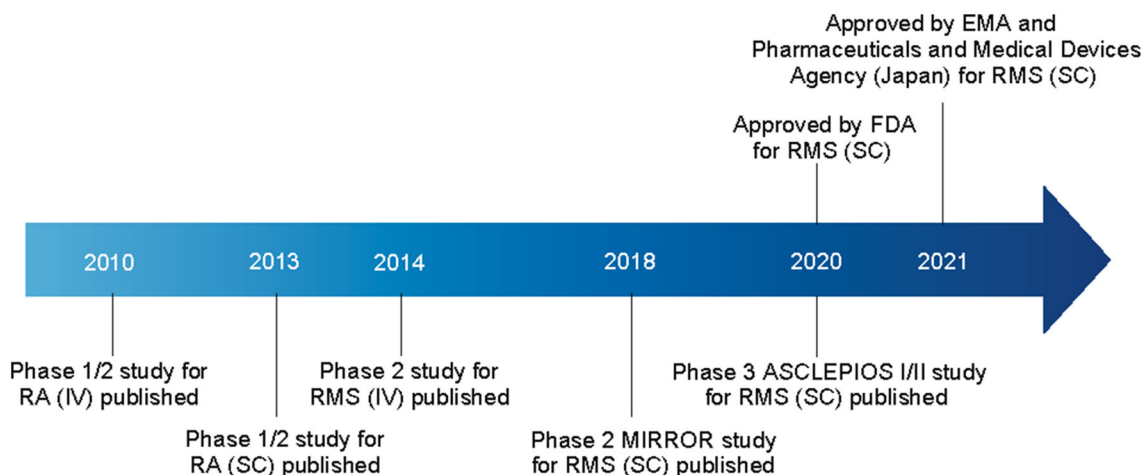 Approved by EMA and
Pharmaceuticals and Medical Devices
Agency (Japan) for RMS (SC)
Approved by FDA
for RMS (SC)
2010
2013
2014
2018
2020
2021
Phase 1/2 study for
RA (IV) published
Phase 1/2 study for
RA (SC) published
Phase 2 study for
RMS (IV) published
Phase 2 MIRROR study
for RMS (SC) published
Phase 3 ASCLEPIOS I/II study
for RMS (SC) published